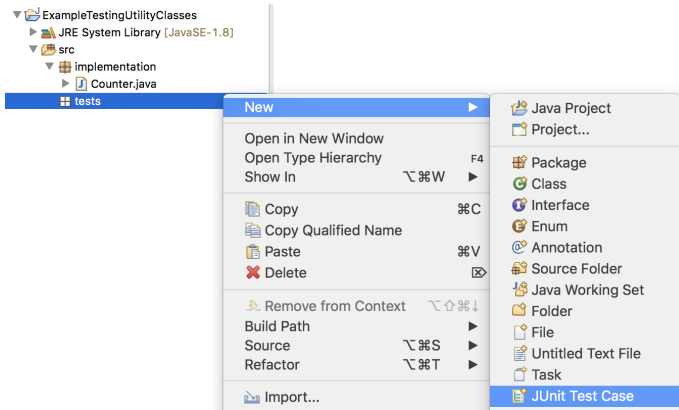 ExampleTestingUtilityClasses
JRE System Library [JavaSE-1.8]
src
implementation
Counter.java
tests
New
Open in New Window
Open Type Hierarchy F4
Show In ⌥⌘W
Copy ⌘C
Copy Qualified Name
Paste ⌘V
Delete ⌦
Remove from Context ⌥⇧⌘↓
Build Path
Source ⌥⌘S
Refactor ⌥⌘T
Import...
Java Project
Project...
Package
Class
Interface
Enum
Annotation
Source Folder
Java Working Set
Folder
File
Untitled Text File
Task
JUnit Test Case